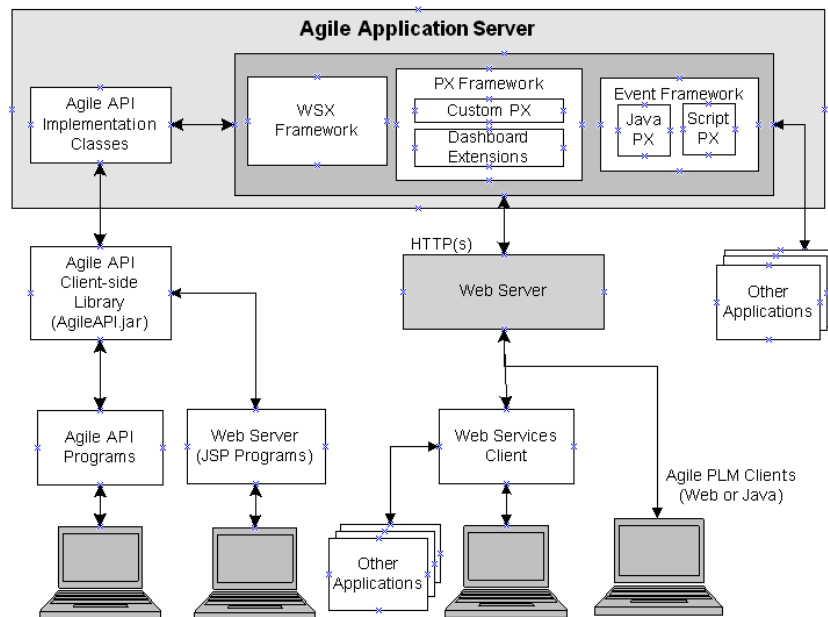 Agile Application Server
Agile API
Implementation
Classes
WSX
Framework
PX Framework
Custom PX
Dashboard
Extensions
Event Framework
Java
PX
Script
PX
HTTP(s)
Agile API
Client-side
Library
(AgileAPI.jar)
Web Server
Other
Applications
Agile API
Programs
Web Server
(JSP Programs)
Web Services
Client
Agile PLM Clients
(Web or Java)
Other
Applications